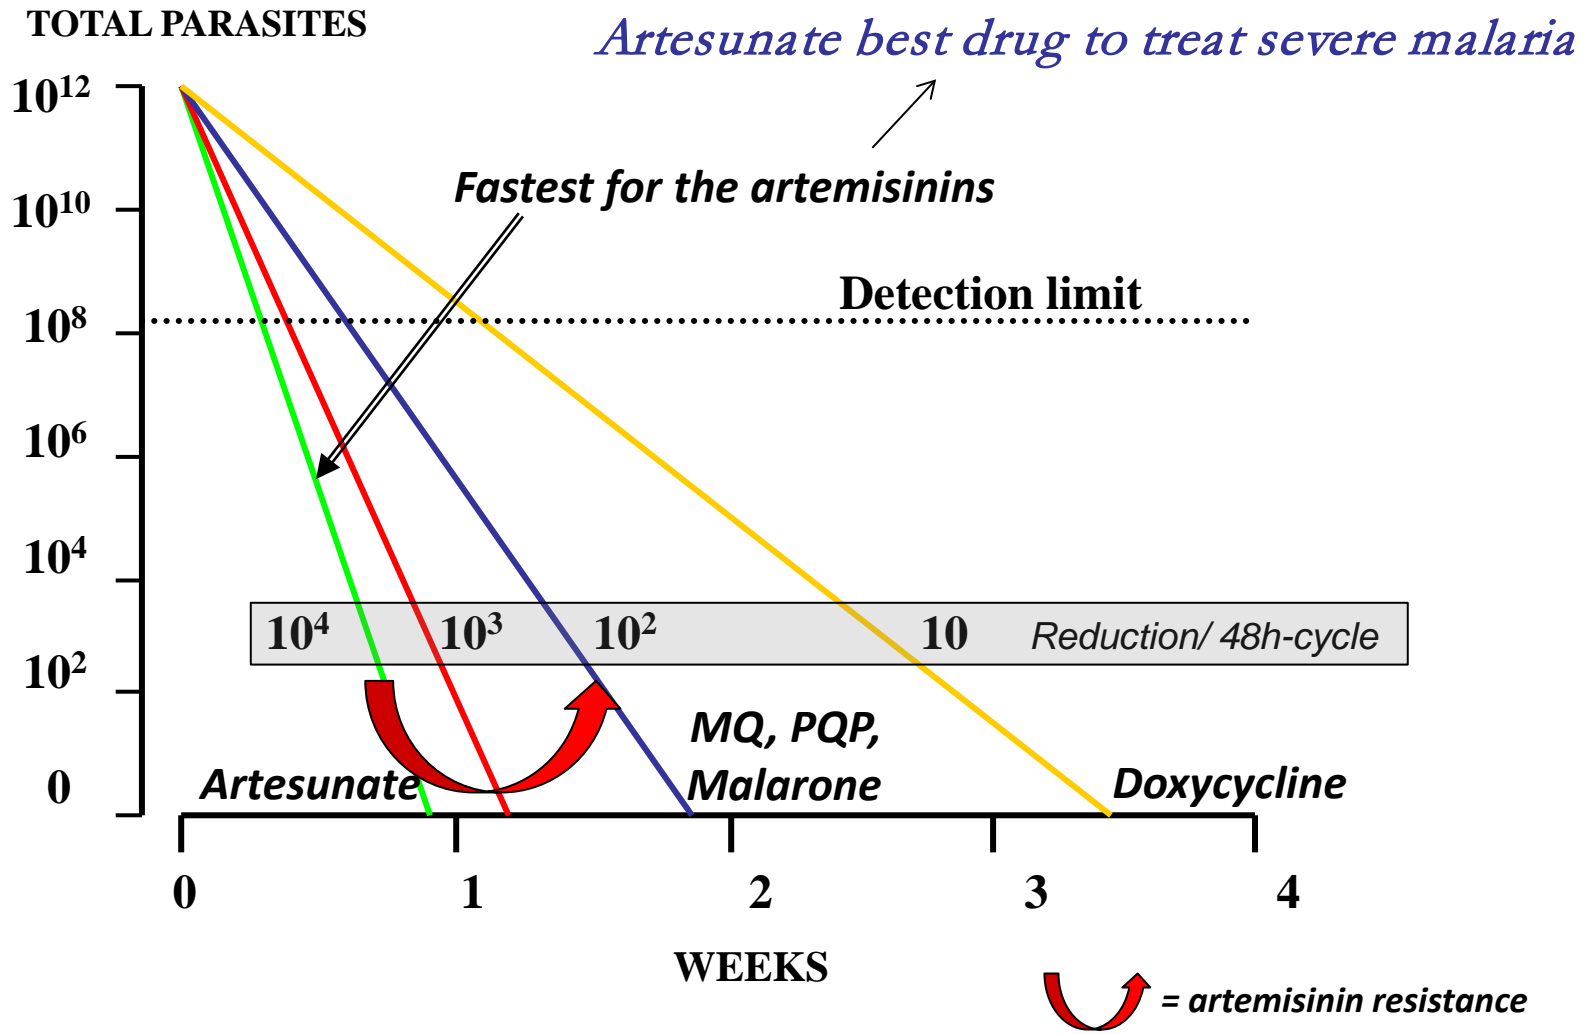 TOTAL PARASITES
Artesunate best drug to treat severe malaria
10¹²
Fastest for the artemisinins
10¹⁰
Detection limit
10⁸
10⁶
10⁴
10⁴ 10³ 10² 10 Reduction/ 48h-cycle
10²
MQ, PQP,
0 Artesunate Malarone Doxycycline
0 1 2 3 4
WEEKS
= artemisinin resistance